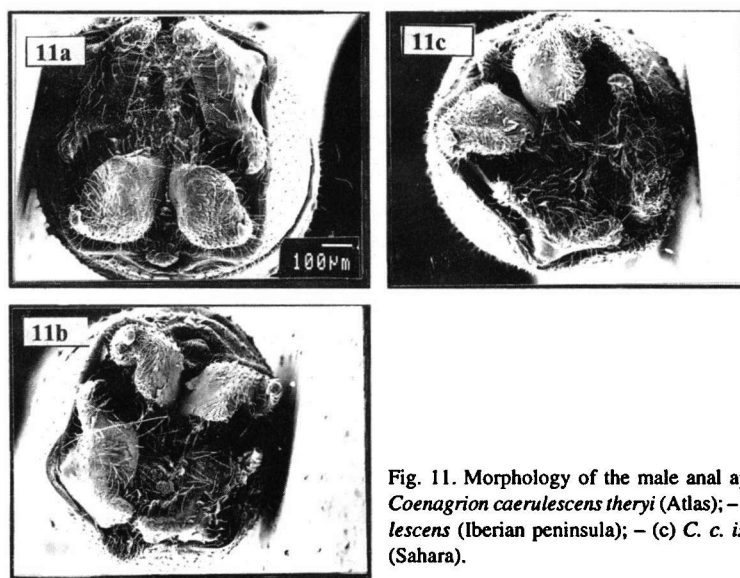 11a
11c
100µm
11b
Fig. 11. Morphology of the male anal
Coenagrion caerulescens theryi (Atlas); –
lescens (Iberian peninsula); – (c) C. c.
(Sahara).